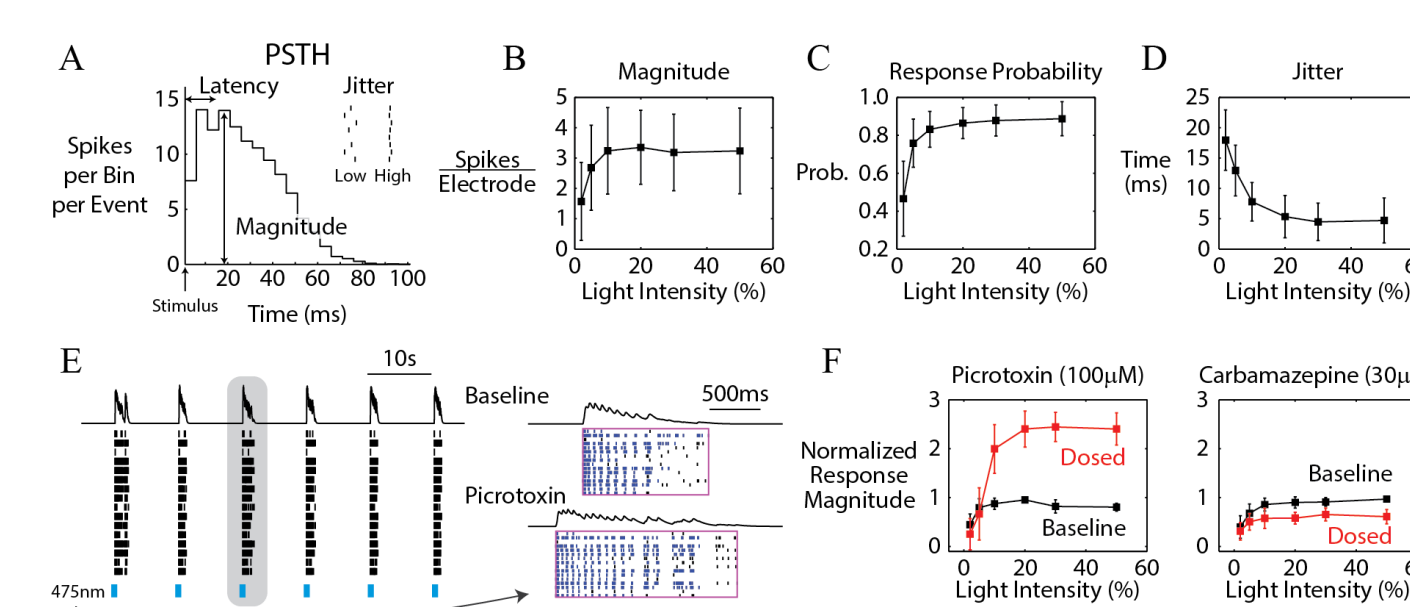 A
PSTH
Latency
Jitter
15
10
5
0
Spikes
per Bin
per Event
Low High
Magnitude
20 40 60 80 100
Stimulus
Time (ms)
B
Magnitude
5
4
3
2
1
0
Spikes
Electrode
0 20 40 60
Light Intensity (%)
C
Response Probability
1.0
0.8
0.6
0.4
0.2
Prob.
0 20 40 60
Light Intensity (%)
D
Jitter
25
20
15
10
5
0
Time
(ms)
0 20 40
Light Intensity (%)
E
10s
475nm
Baseline
500ms
Picrotoxin
F
Picrotoxin (100μM)
3
2
1
0
Normalized
Response
Magnitude
Dosed
Baseline
0 20 40 60
Light Intensity (%)
Carbamazepine (30μ
3
2
1
0
Baseline
Dosed
0 20 40
Light Intensity (%)